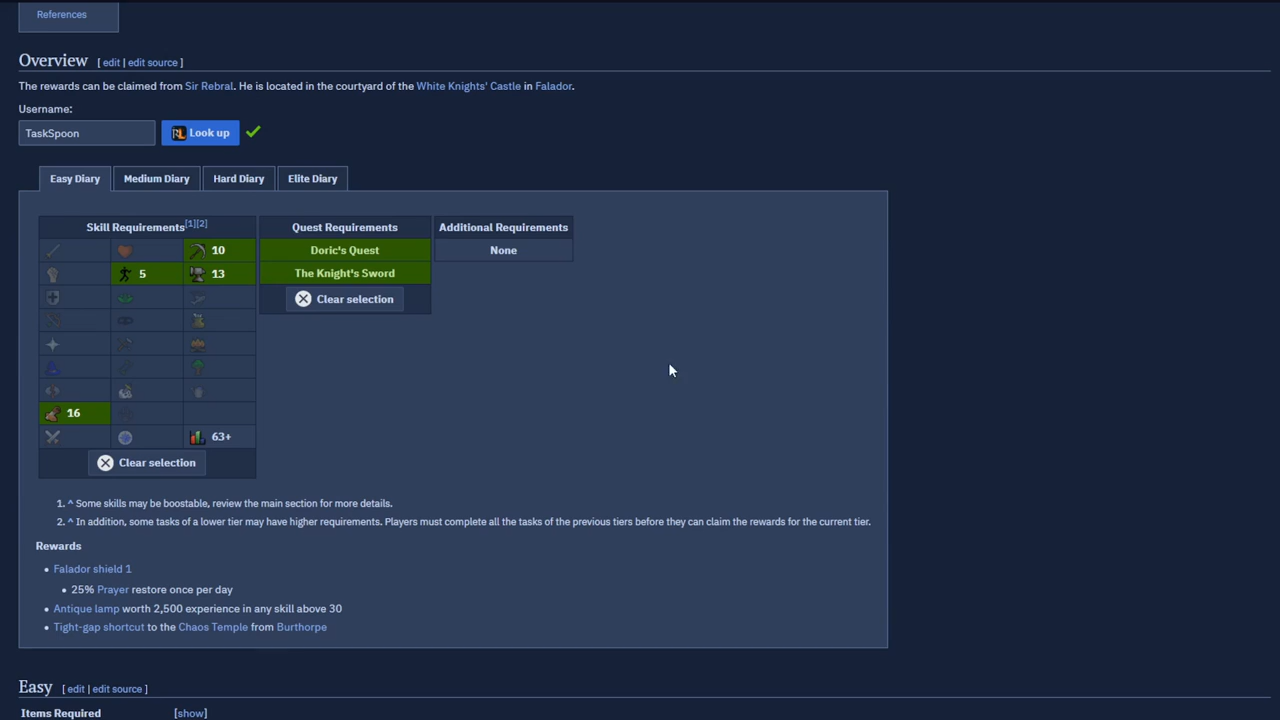 References
Overview [ edit | edit source ]
The rewards can be claimed from Sir Rebral. He is located in the courtyard of the White Knights' Castle in Falador.
Username:
TaskSpoon Look up
Easy Diary Medium Diary Hard Diary Elite Diary
Skill Requirements[1][2] Quest Requirements Additional Requirements
10 Doric's Quest None
5 13 The Knight's Sword
Clear selection
16
63+
Clear selection
1. ^ Some skills may be boostable, review the main section for more details.
2. ^ In addition, some tasks of a lower tier may have higher requirements. Players must complete all the tasks of the previous tiers before they can claim the rewards for the current tier.
Rewards
Falador shield 1
25% Prayer restore once per day
Antique lamp worth 2,500 experience in any skill above 30
Tight-gap shortcut to the Chaos Temple from Burthorpe
Easy [ edit | edit source ]
Items Required [show]